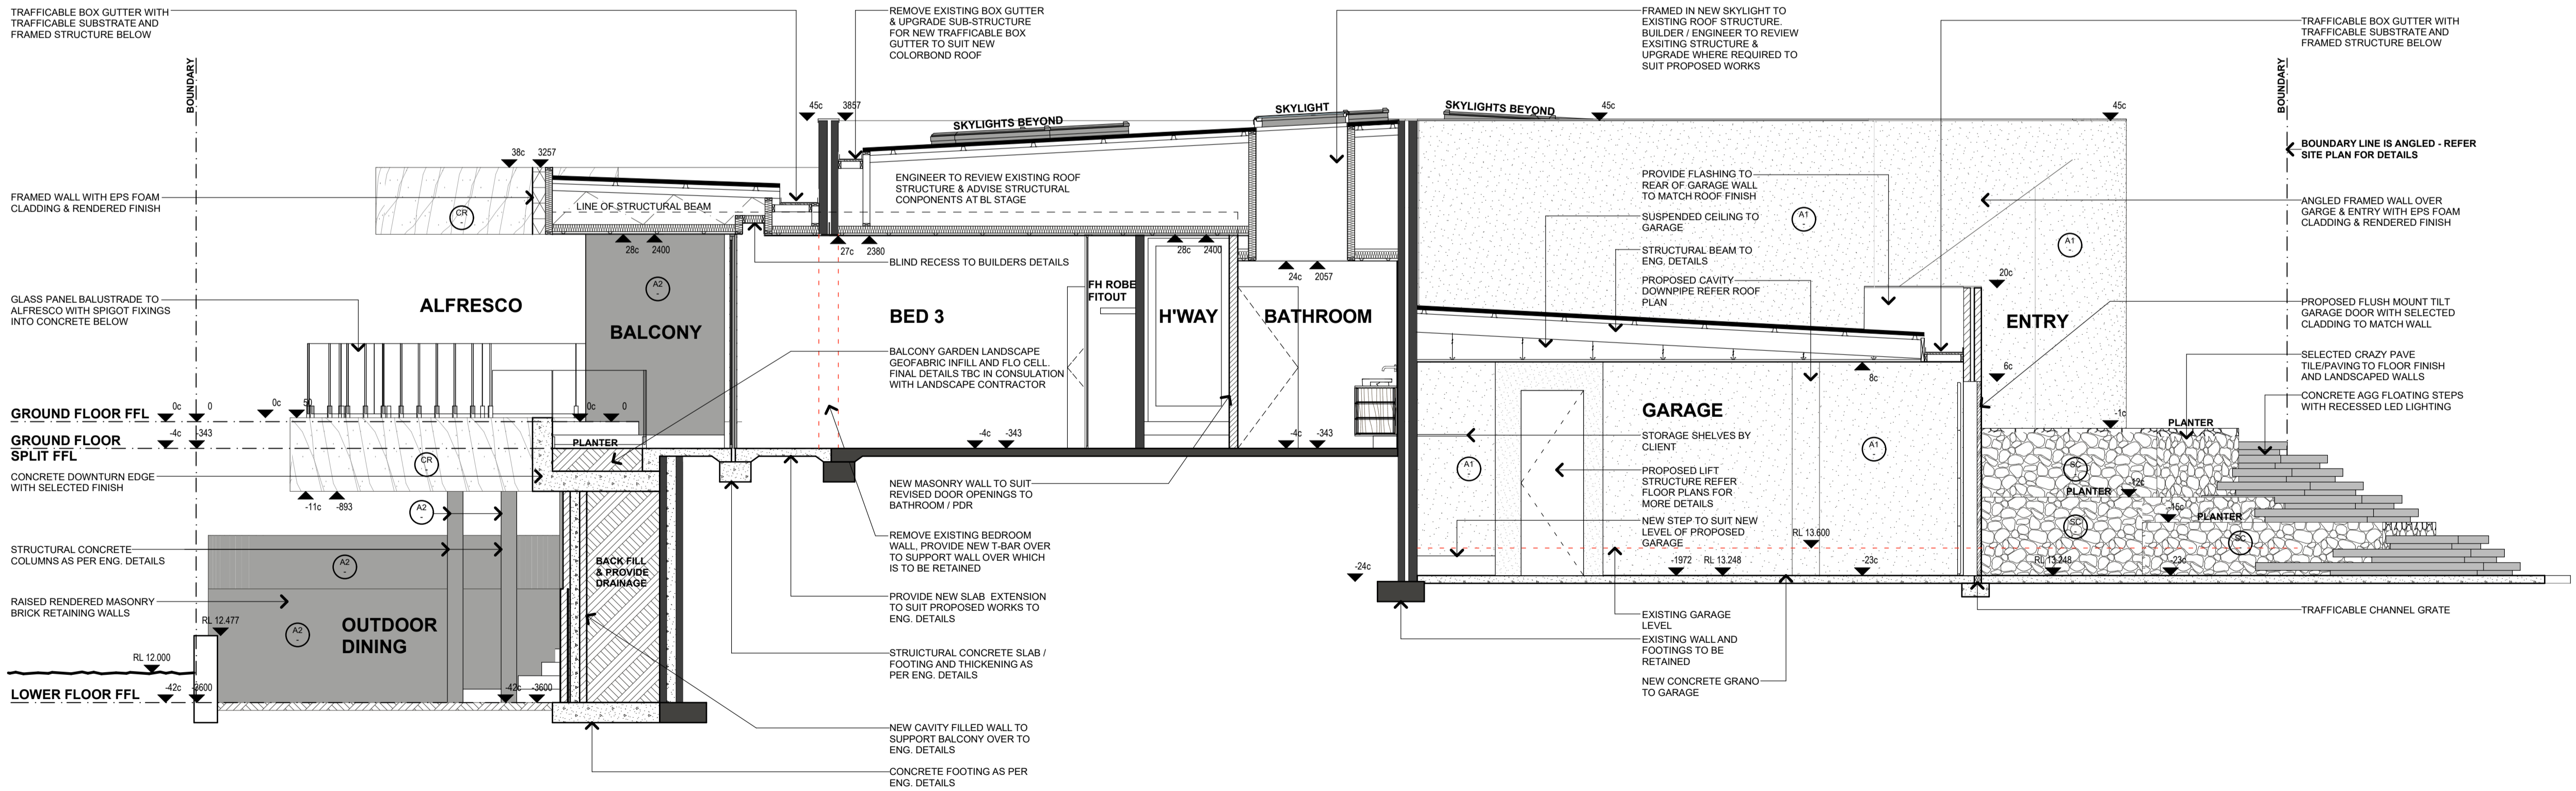 TRAFFICABLE BOX GUTTER WITH
TRAFFICABLE SUBSTRATE AND
FRAMED STRUCTURE BELOW
REMOVE EXISTING BOX GUTTER
& UPGRADE SUB-STRUCTURE
FOR NEW TRAFFICABLE BOX
GUTTER TO SUIT NEW
COLORBOND ROOF
FRAMED IN NEW SKYLIGHT TO
EXISTING ROOF STRUCTURE.
BUILDER / ENGINEER TO REVIEW
EXSITING STRUCTURE &
UPGRADE WHERE REQUIRED TO
SUIT PROPOSED WORKS
TRAFFICABLE BOX GUTTER WITH
TRAFFICABLE SUBSTRATE AND
FRAMED STRUCTURE BELOW
BOUNDARY
BOUNDARY
45c
3857
SKYLIGHTS BEYOND
SKYLIGHT
SKYLIGHTS BEYOND
45c
45c
BOUNDARY LINE IS ANGLED - REFER
SITE PLAN FOR DETAILS
38c
3257
FRAMED WALL WITH EPS FOAM
CLADDING & RENDERED FINISH
CR
-
LINE OF STRUCTURAL BEAM
ENGINEER TO REVIEW EXISTING ROOF
STRUCTURE & ADVISE STRUCTURAL
CONPONENTS AT BL STAGE
PROVIDE FLASHING TO
REAR OF GARAGE WALL
TO MATCH ROOF FINISH
SUSPENDED CEILING TO
GARAGE
STRUCTURAL BEAM TO
ENG. DETAILS
PROPOSED CAVITY
DOWNPIPE REFER ROOF
PLAN
A1
-
A1
-
ANGLED FRAMED WALL OVER
GARGE & ENTRY WITH EPS FOAM
CLADDING & RENDERED FINISH
28c
2400
27c
2380
28c
2400
24c
2057
20c
BLIND RECESS TO BUILDERS DETAILS
A2
-
FH ROBE
FITOUT
GLASS PANEL BALUSTRADE TO
ALFRESCO WITH SPIGOT FIXINGS
INTO CONCRETE BELOW
ALFRESCO
BALCONY
BED 3
H'WAY
BATHROOM
ENTRY
PROPOSED FLUSH MOUNT TILT
GARAGE DOOR WITH SELECTED
CLADDING TO MATCH WALL
BALCONY GARDEN LANDSCAPE
GEOFABRIC INFILL AND FLO CELL.
FINAL DETAILS TBC IN CONSULATION
WITH LANDSCAPE CONTRACTOR
SELECTED CRAZY PAVE
TILE/PAVING TO FLOOR FINISH
AND LANDSCAPED WALLS
8c
6c
CONCRETE AGG FLOATING STEPS
WITH RECESSED LED LIGHTING
GROUND FLOOR FFL
0c
0
0c
50
0c
0
GARAGE
-1c
PLANTER
GROUND FLOOR
SPLIT FFL
-4c
-343
PLANTER
-4c
-343
-4c
-343
STORAGE SHELVES BY
CLIENT
A1
-
A1
-
CR
-
CONCRETE DOWNTURN EDGE
WITH SELECTED FINISH
NEW MASONRY WALL TO SUIT
REVISED DOOR OPENINGS TO
BATHROOM / PDR
PROPOSED LIFT
STRUCTURE REFER
FLOOR PLANS FOR
MORE DETAILS
SC
-
PLANTER
-12c
-11c
-893
A2
-
NEW STEP TO SUIT NEW
LEVEL OF PROPOSED
GARAGE
RL 13.600
SC
-
-15c
PLANTER
SC
-
STRUCTURAL CONCRETE
COLUMNS AS PER ENG. DETAILS
A2
-
BACK FILL
& PROVIDE
DRAINAGE
REMOVE EXISTING BEDROOM
WALL, PROVIDE NEW T-BAR OVER
TO SUPPORT WALL OVER WHICH
IS TO BE RETAINED
-24c
-1972
RL 13.248
-23c
RL 13.248
-23c
RAISED RENDERED MASONRY
BRICK RETAINING WALLS
PROVIDE NEW SLAB EXTENSION
TO SUIT PROPOSED WORKS TO
ENG. DETAILS
EXISTING GARAGE
LEVEL
TRAFFICABLE CHANNEL GRATE
RL 12.477
A2
-
OUTDOOR
DINING
EXISTING WALL AND
FOOTINGS TO BE
RETAINED
RL 12.000
STRUICTURAL CONCRETE SLAB /
FOOTING AND THICKENING AS
PER ENG. DETAILS
NEW CONCRETE GRANO
TO GARAGE
LOWER FLOOR FFL
-42c
-3600
-42c
-3600
NEW CAVITY FILLED WALL TO
SUPPORT BALCONY OVER TO
ENG. DETAILS
CONCRETE FOOTING AS PER
ENG. DETAILS